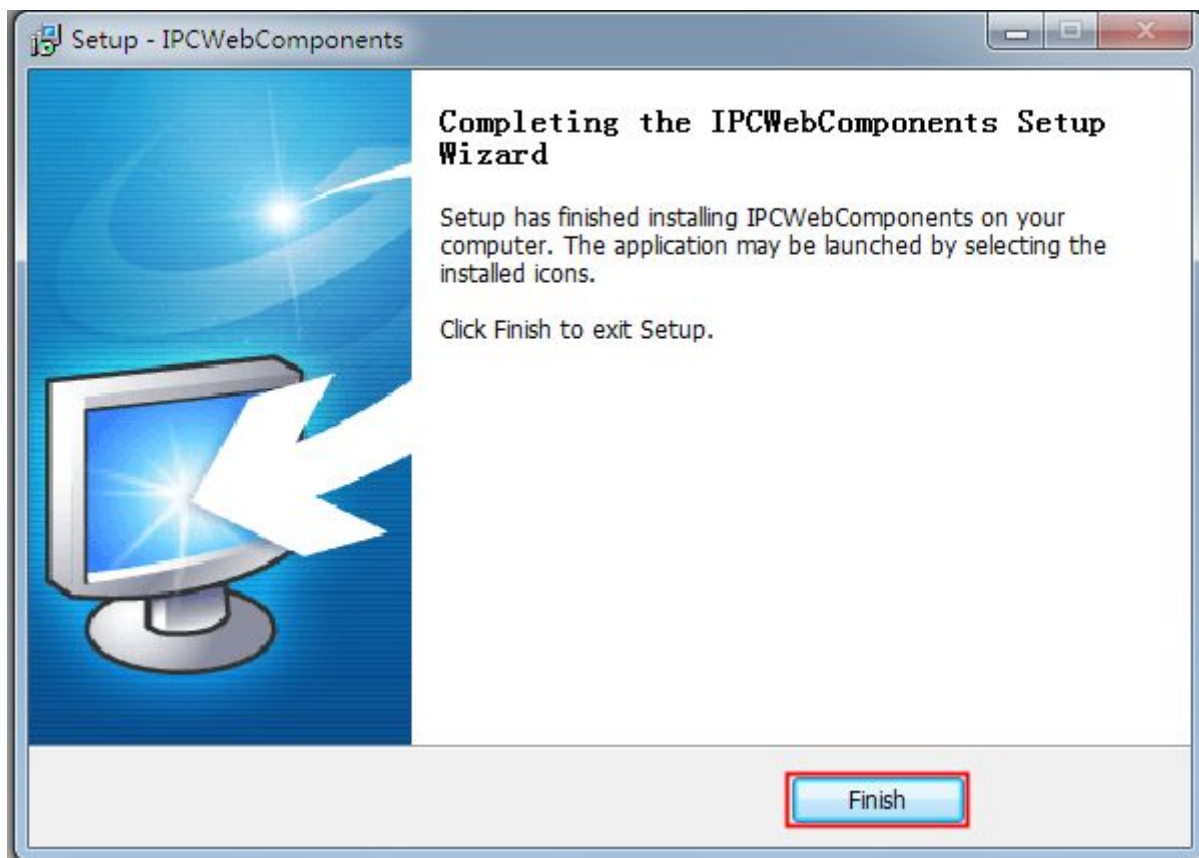 Setup - IPCWebComponents
Completing the IPCWebComponents Setup
Wizard
Setup has finished installing IPCWebComponents on your
computer. The application may be launched by selecting the
installed icons.
Click Finish to exit Setup.
Finish